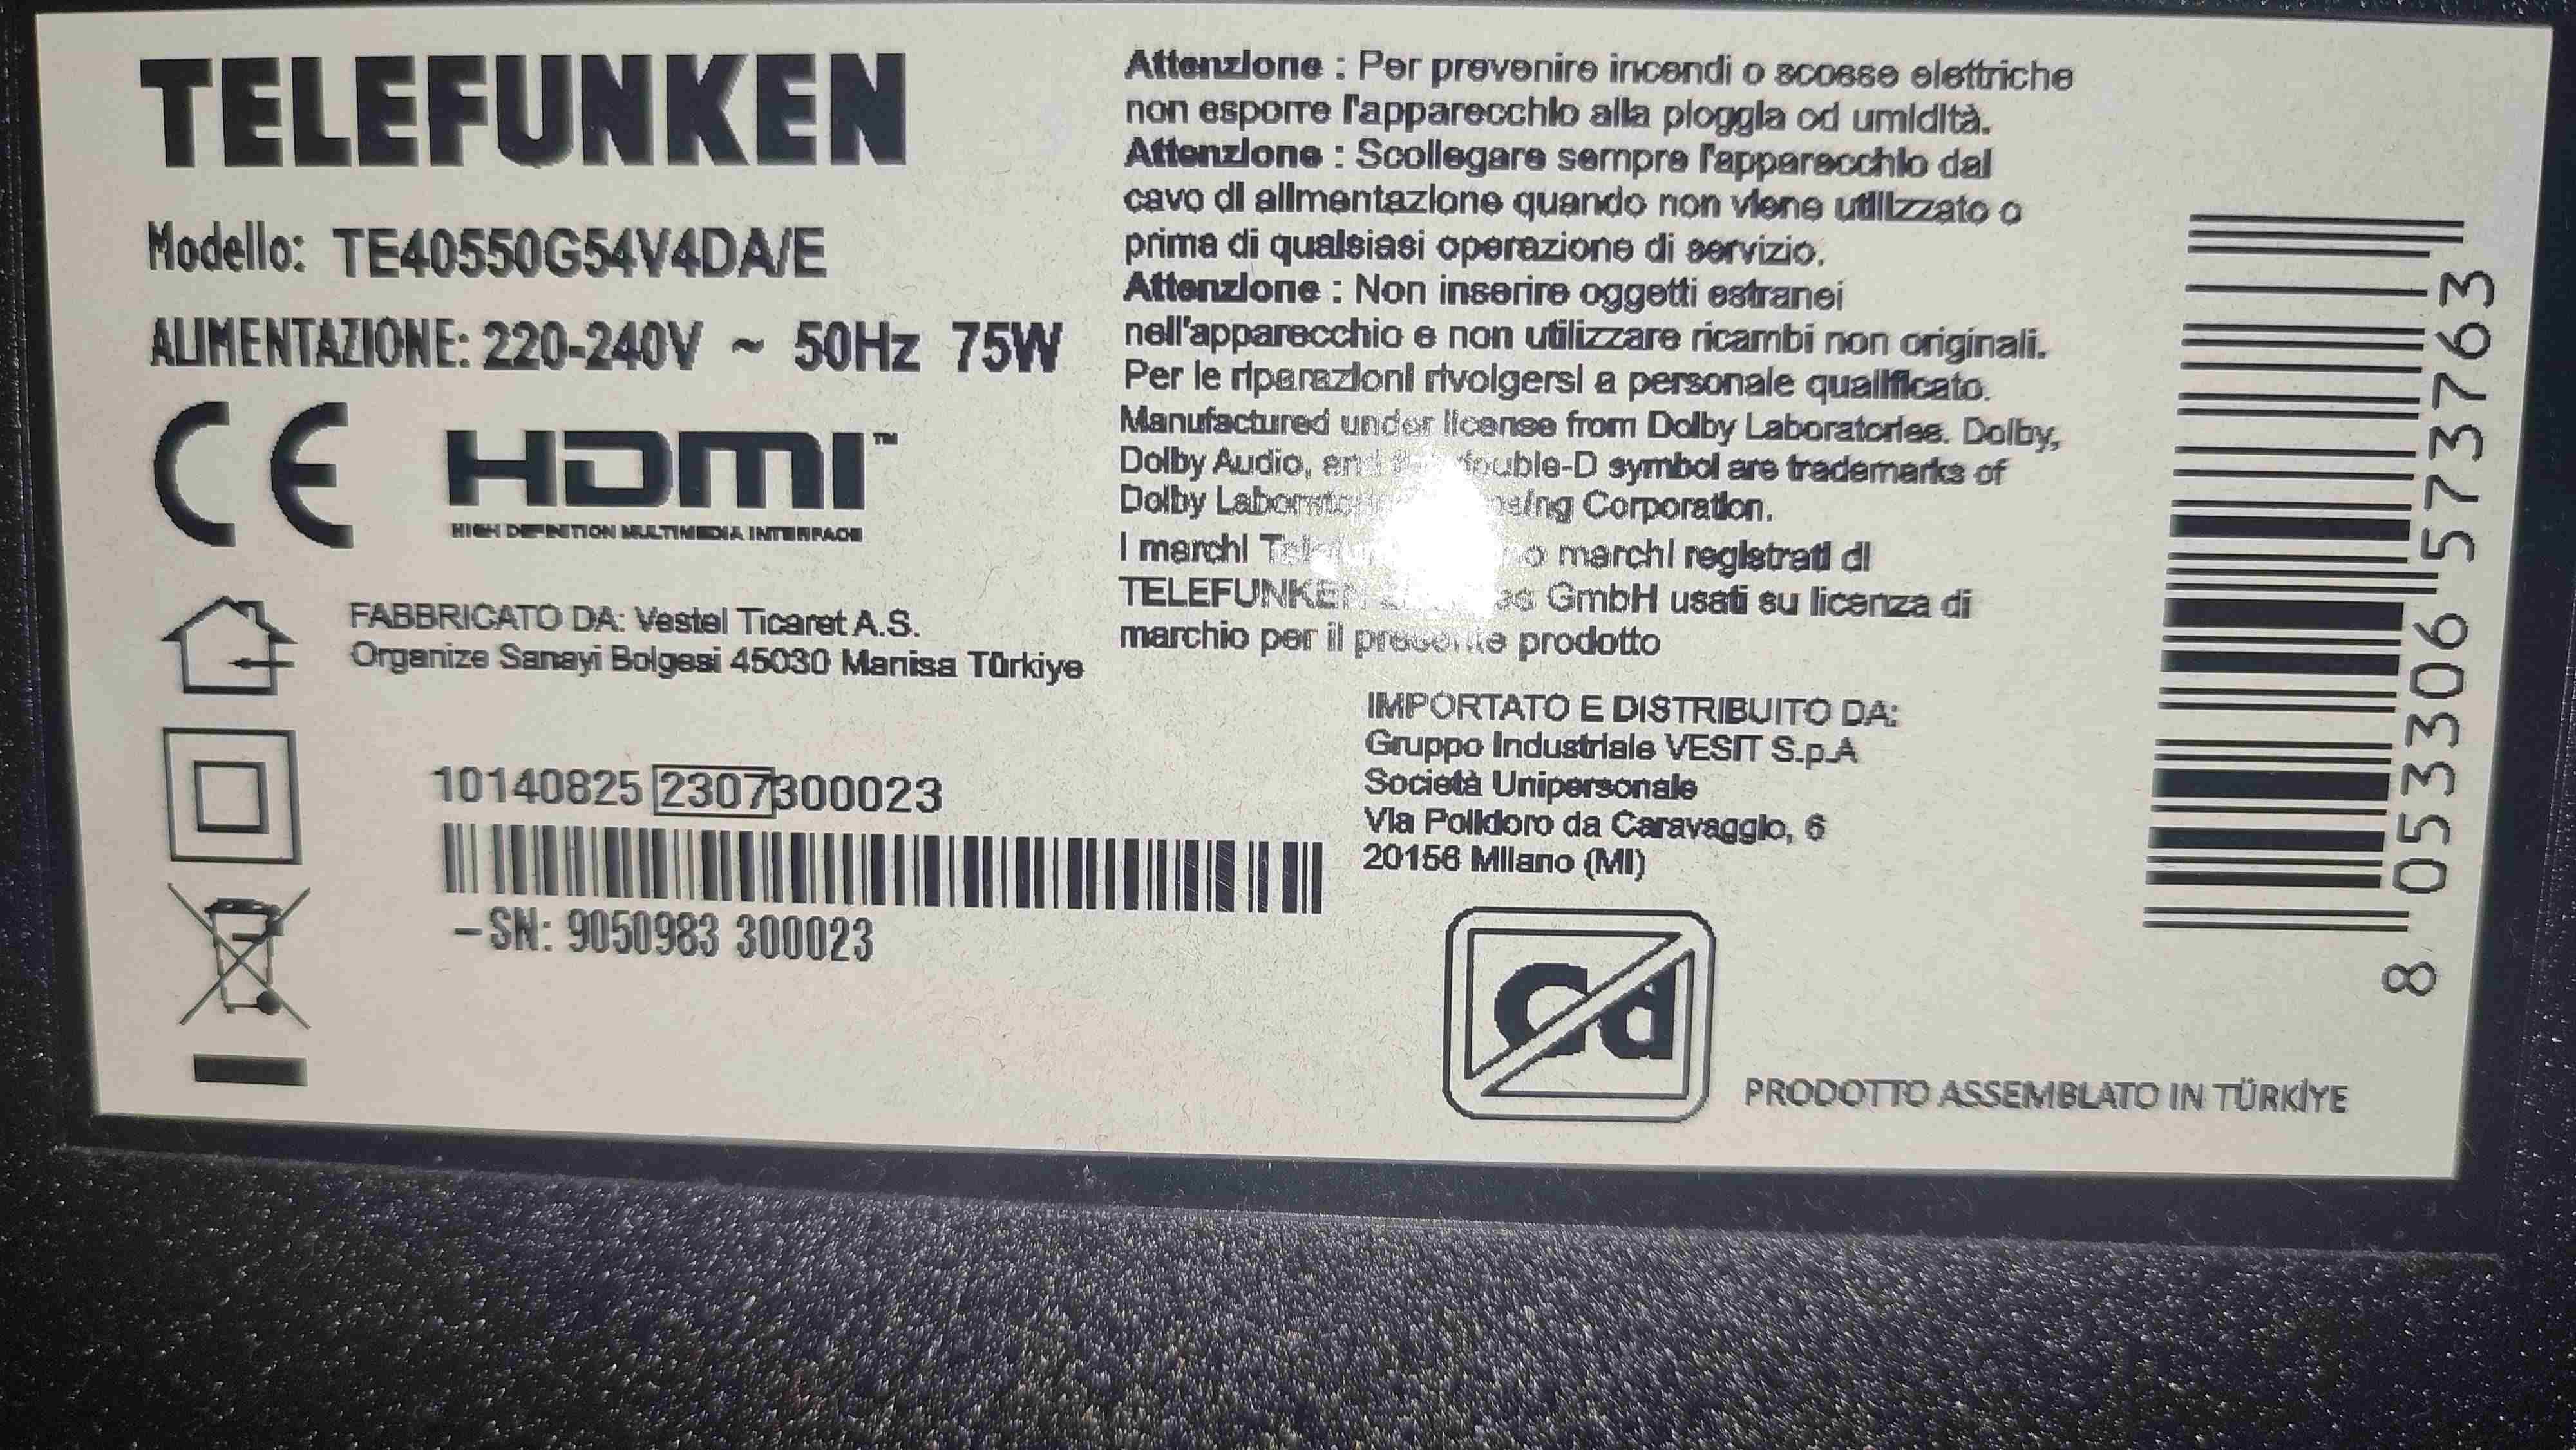 TELEFUNKEN
Modello: TE40550G54V4DA/E
ALIMENTAZIONE: 220-240V ~ 50Hz 75W
CE HDMI™
HIGH DEFINITION MULTIMEDIA INTERFACE
FABBRICATO DA: Vestel Ticaret A.S.
Organize Sanayi Bolgesi 45030 Manisa Türkiye
10140825 2307300023
–SN: 9050983 300023
Attenzione : Per prevenire incendi o scosse elettriche
non esporre l'apparecchio alla pioggia od umidità.
Attenzione : Scollegare sempre l'apparecchio dal
cavo di alimentazione quando non viene utilizzato o
prima di qualsiasi operazione di servizio.
Attenzione : Non inserire oggetti estranei
nell'apparecchio e non utilizzare ricambi non originali.
Per le riparazioni rivolgersi a personale qualificato.
Manufactured under license from Dolby Laboratories. Dolby,
Dolby Audio, and double-D symbol are trademarks of
Dolby Corporation.
I marchi marchi registrati di
TELEFUNKEN GmbH usati su licenza di
marchio per il presente prodotto
IMPORTATO E DISTRIBUITO DA:
Gruppo Industriale VESIT S.p.A
Società Unipersonale
Via Polidoro da Caravaggio, 6
20156 Milano (MI)
Cd
PRODOTTO ASSEMBLATO IN TÜRKİYE
8 053306 573763